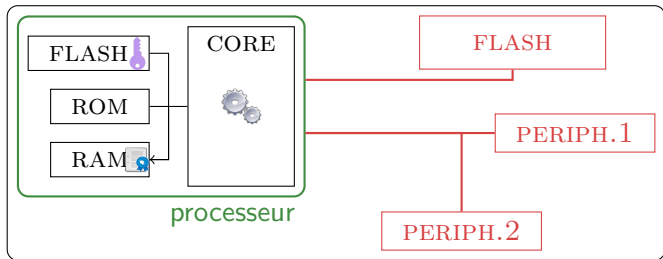 FLASH
ROM
RAM
CORE
processeur
FLASH
PERIPH.1
PERIPH.2